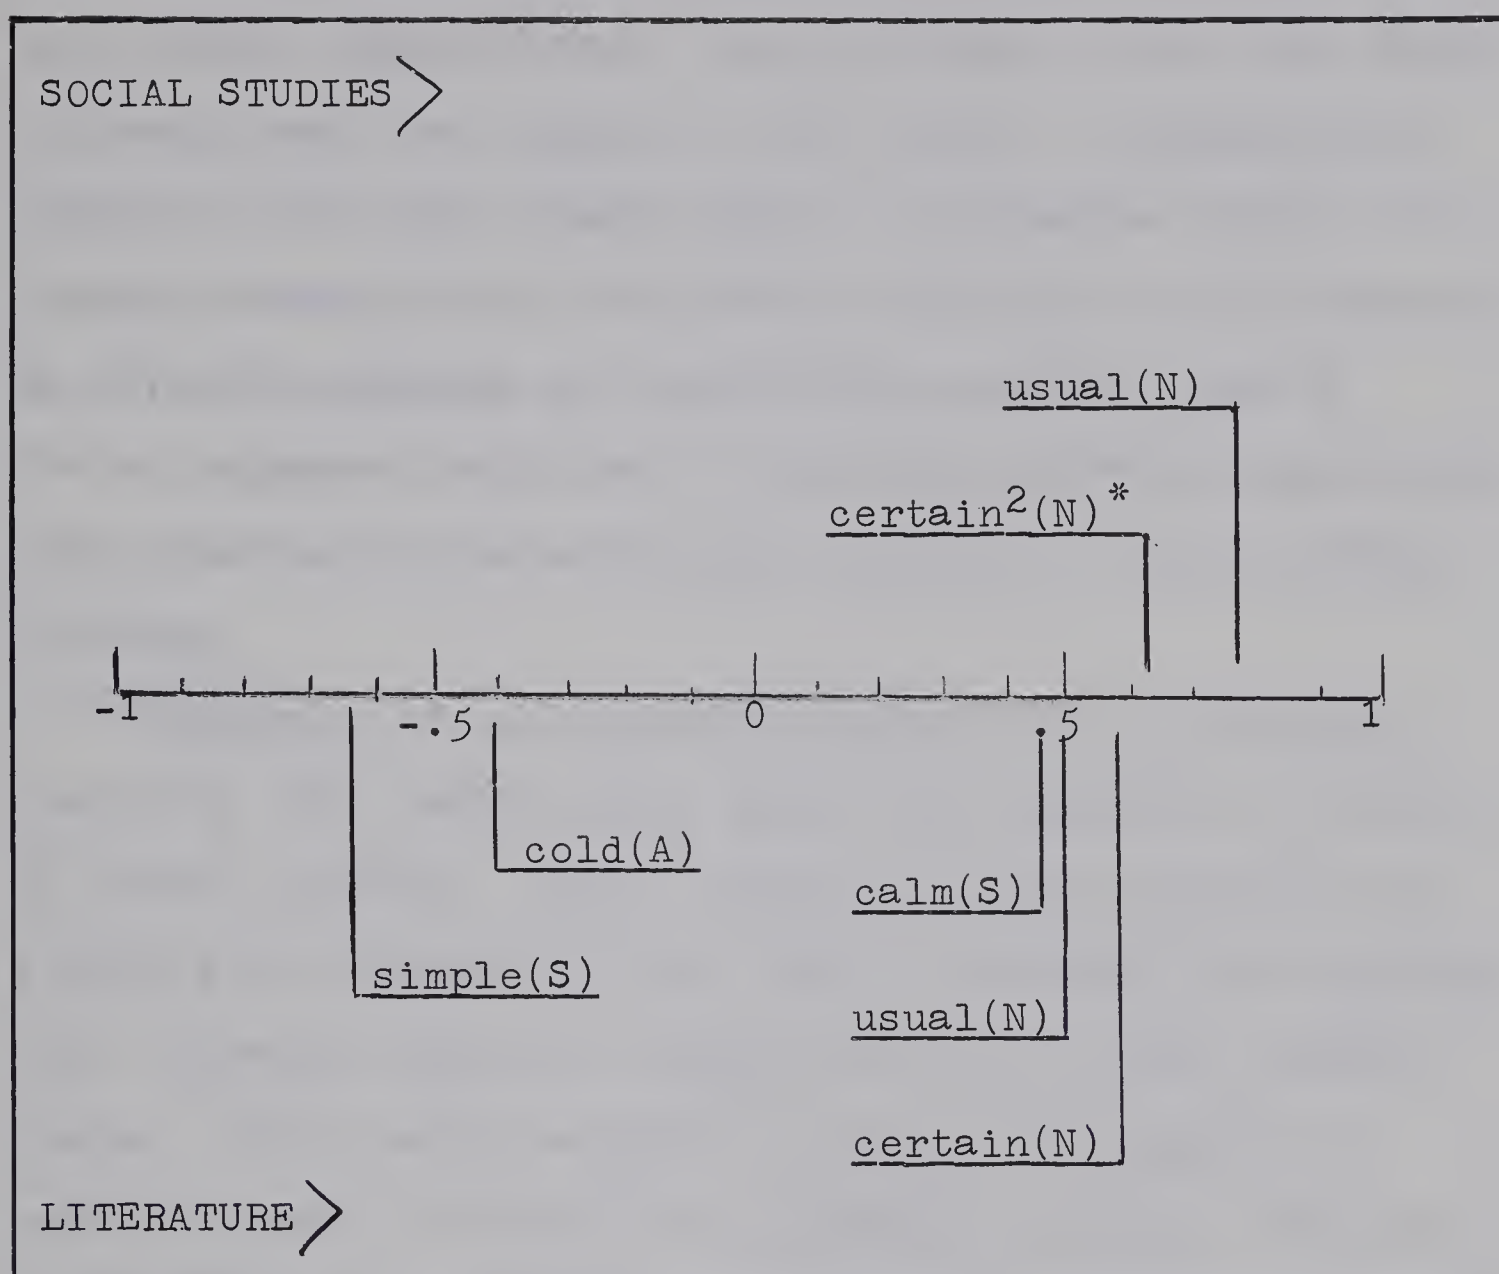 SOCIAL STUDIES
usual(N)
certain²(N)*
-1 -.5 0 .5 1
cold(A)
calm(S)
simple(S)
usual(N)
certain(N)
LITERATURE